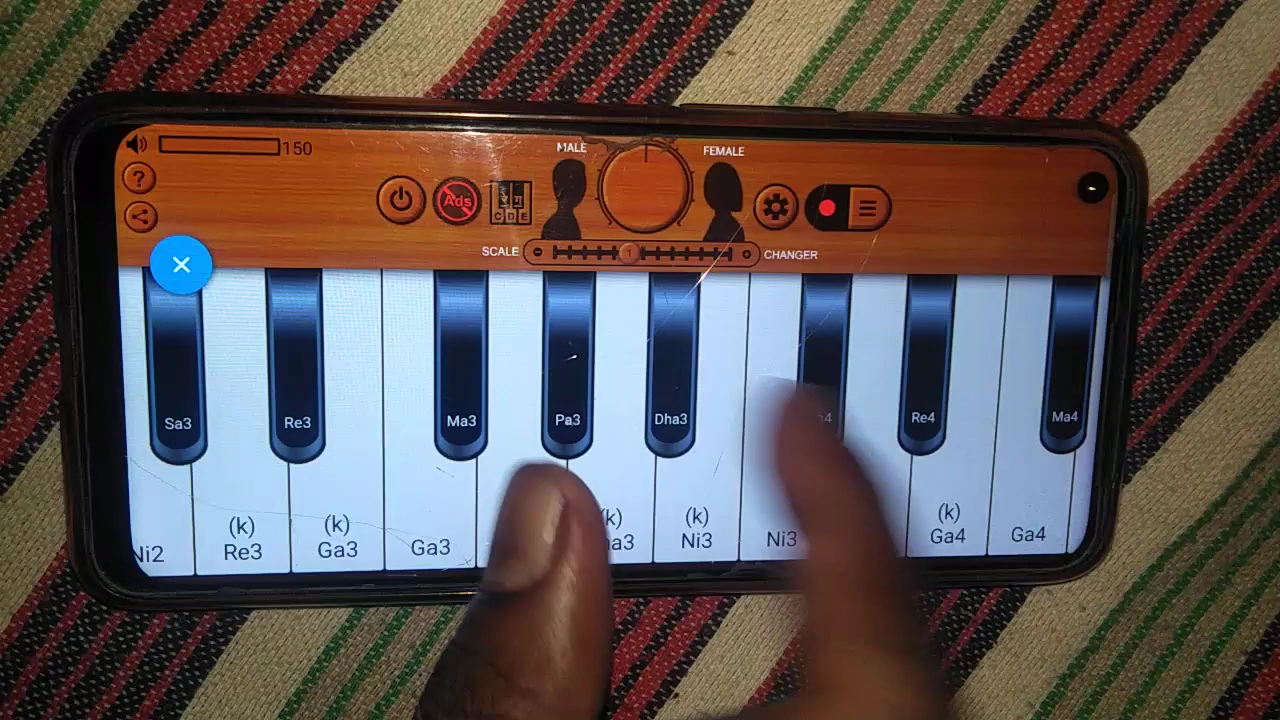 150
MALE
FEMALE
?
Ads
C D E
SCALE
1
CHANGER
Sa3
Re3
Ma3
Pa3
Dha3
Re4
Ma4
(k)
Re3
(k)
Ga3
Ga3
(k)
Ni3
Ni3
(k)
Ga4
Ga4
Ni2